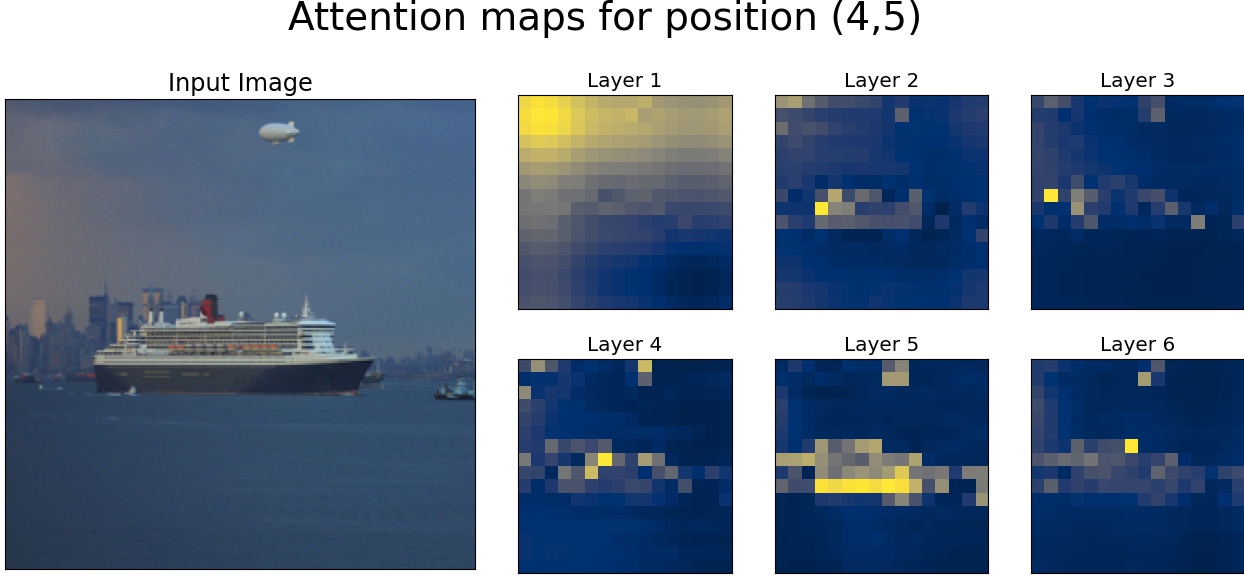 Attention maps for position (4,5)
Input Image
Layer 1
Layer 2
Layer 3
Layer 4
Layer 5
Layer 6